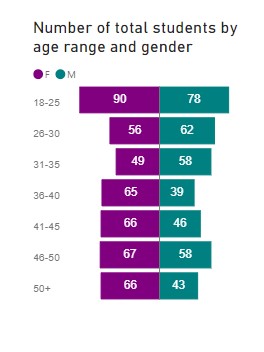 Number of total students by
age range and gender
F M
18-25 90 78
26-30 56 62
31-35 49 58
36-40 65 39
41-45 66 46
46-50 67 58
50+ 66 43